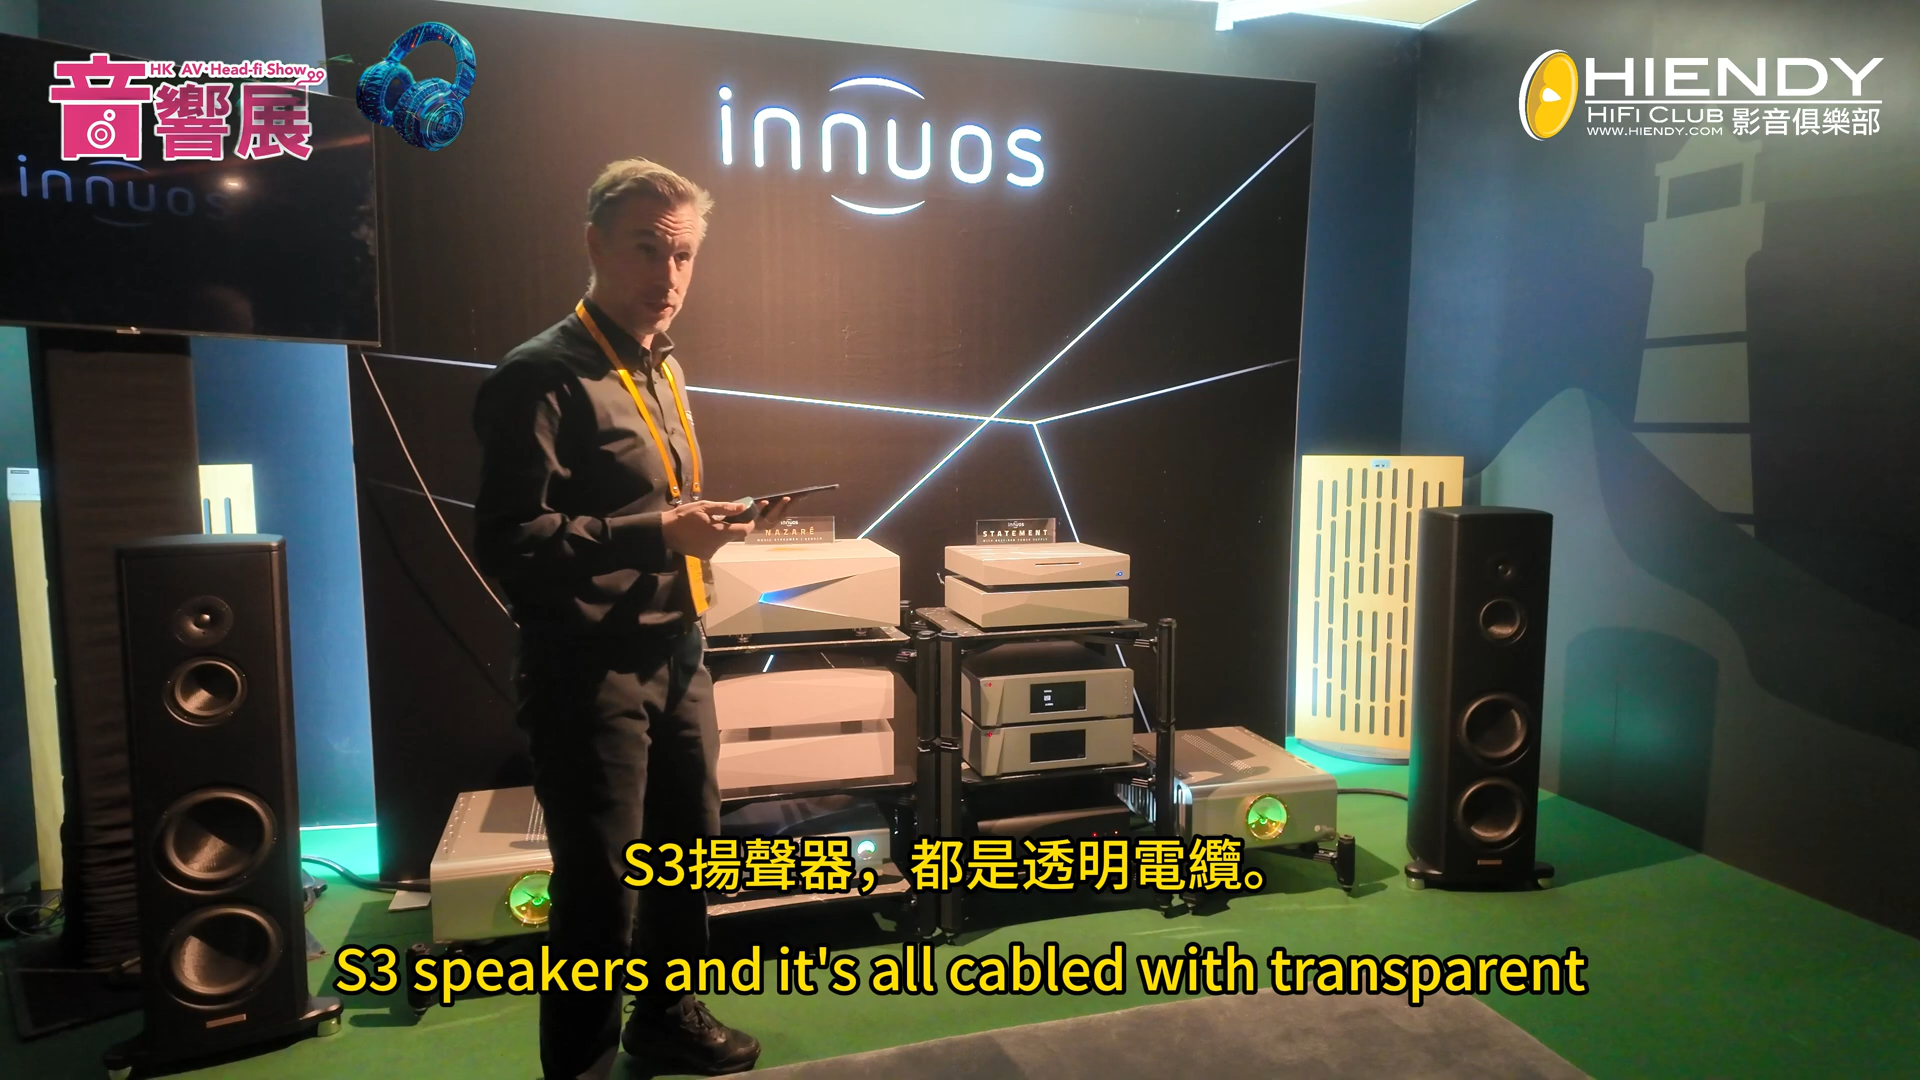 HK AV·Head-fi Show
音響展
innuos
innuos
HIENDY
HiFi CLUB 影音俱樂部
WWW.HIENDY.COM
innuos
NAZARÉ
innuos
STATEMENT
S3揚聲器，都是透明電纜。
S3 speakers and it's all cabled with transparent